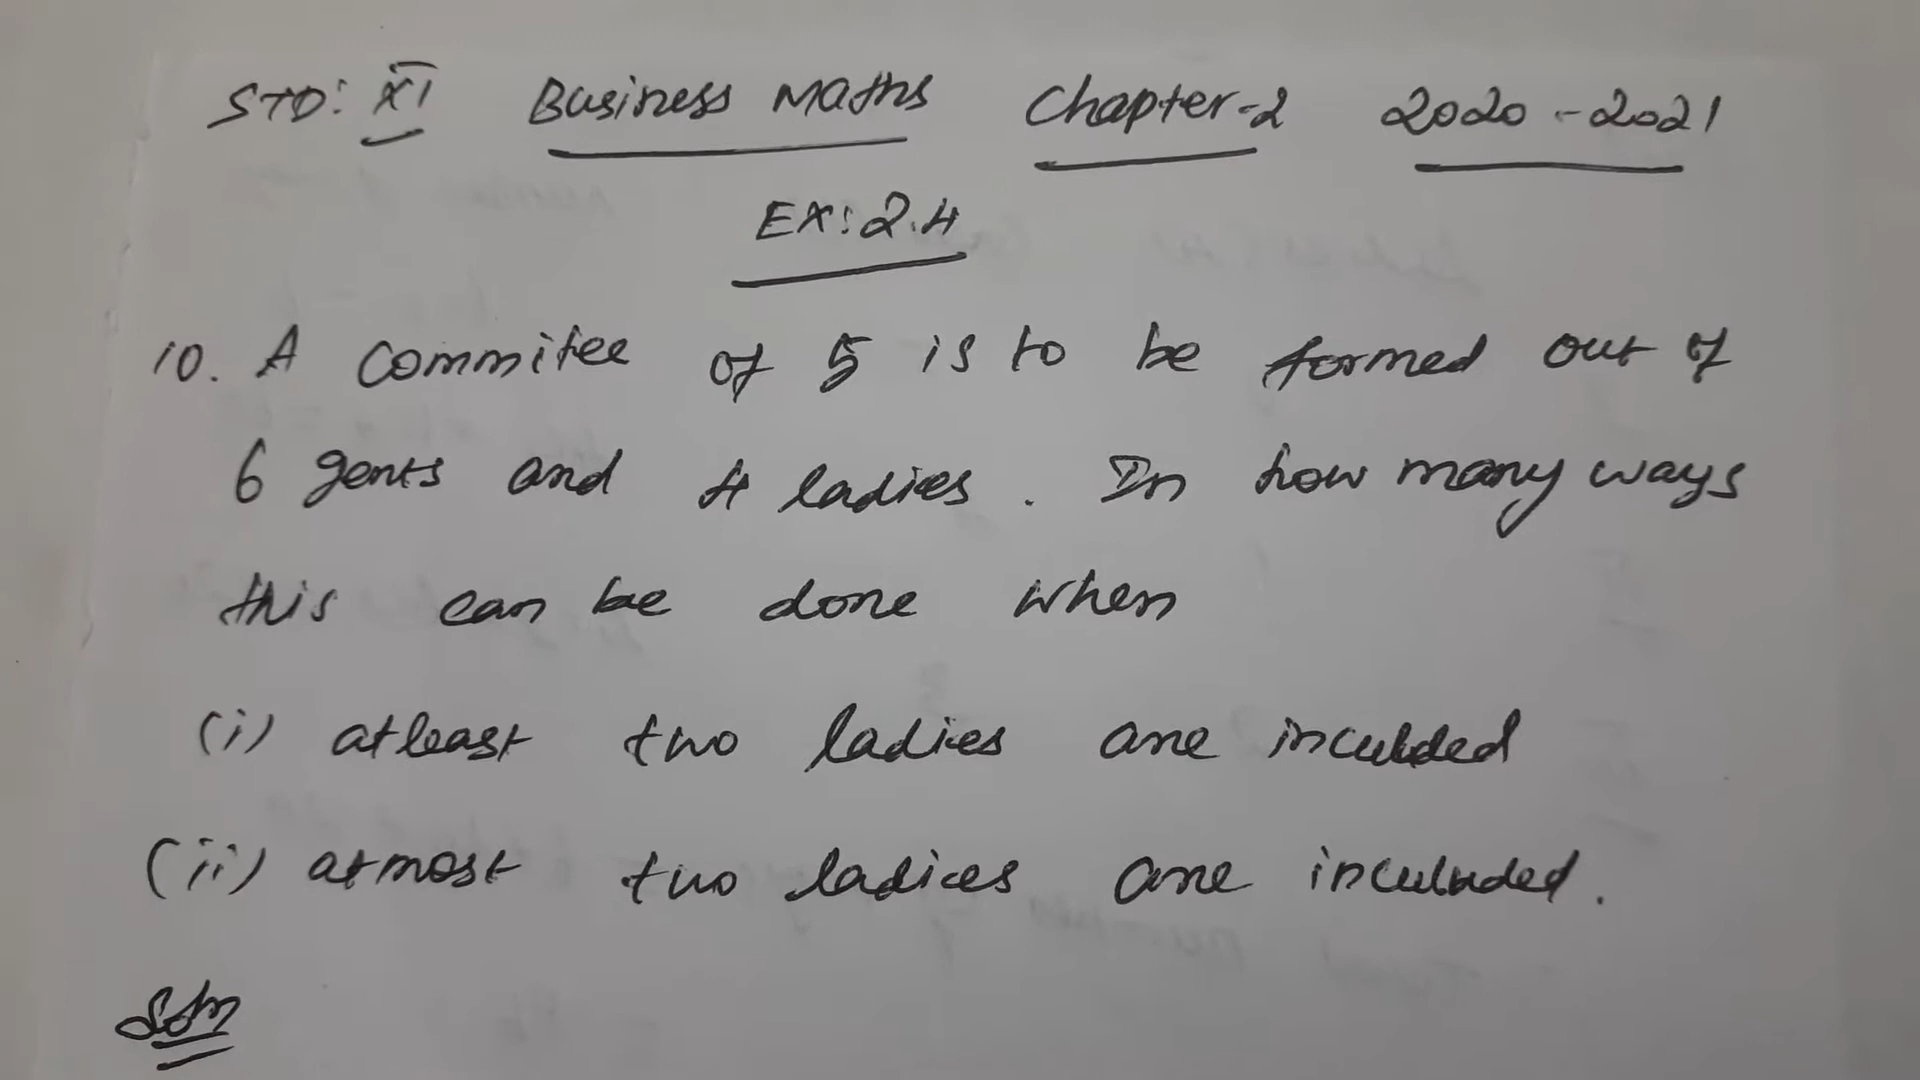 STD: XI Business Maths Chapter-2 2020-2021
EX: 2.4
10. A Commitee of 5 is to be formed out of
6 gents and 4 ladies. In how many ways
this can be done when
(i) atleast two ladies are inculded
(ii) atmost two ladies are inculuded.
Soln